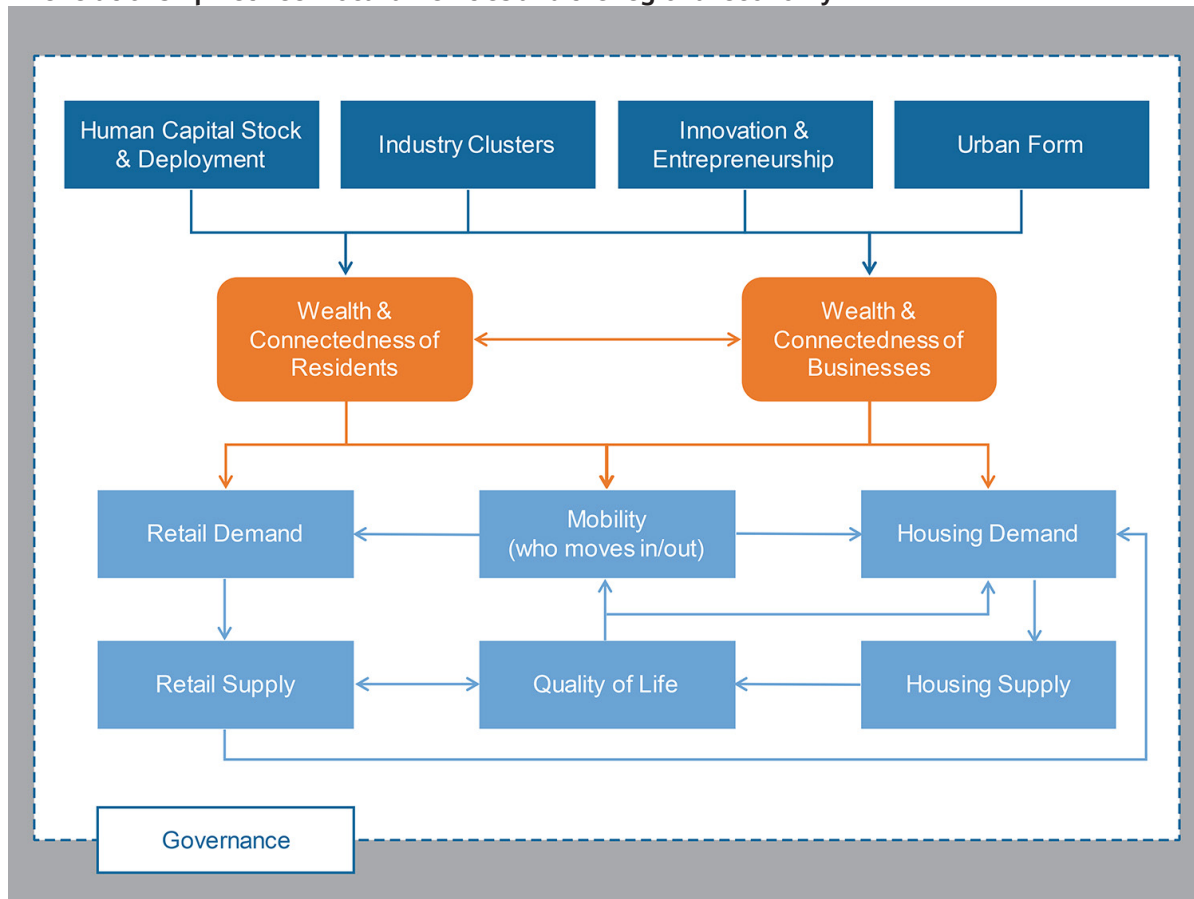 Human Capital Stock
& Deployment
Industry Clusters
Innovation &
Entrepreneurship
Urban Form
Wealth &
Connectedness of
Residents
Wealth &
Connectedness of
Businesses
Retail Demand
Mobility
(who moves in/out)
Housing Demand
Retail Supply
Quality of Life
Housing Supply
Governance